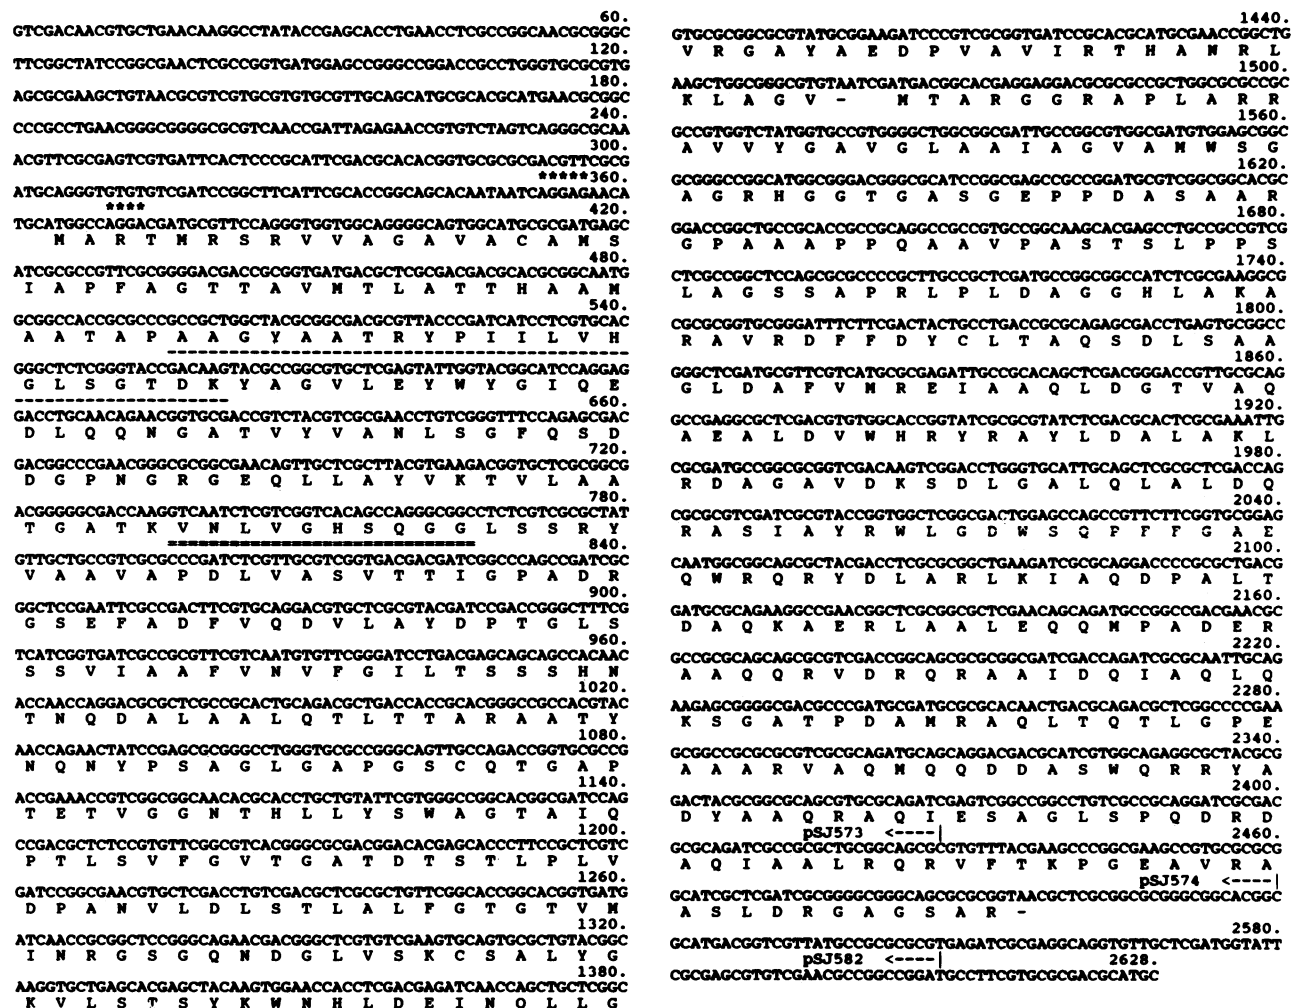 60.
GTCGACAACGTGCTGAACAAGGCCTATACCGAGCACCTGAACCTCGCCGGCAACGCGGGC
120.
TTCGGCTATCCGGCGAACTCGCCGGTGATGGAGCCGGGCCGGACCGCCTGGGTGCGCGTG
180.
AGCGCGAAGCTGTAACGCGTCGTGCGTGTGCGTTGCAGCATGCGCACGCATGAACGCGGC
240.
CCCGCCTGAACGGGCGGGGCGCGTCAACCGATTAGAGAACCGTGTCTAGTCAGGGCGCAA
300.
ACGTTCGCGAGTCGTGATTCACTCCCGCATTCGACGCACACGGTGCGCGCGACGTTCGCG
***** 360.
ATGCAGGGTGTGTGTCGATCCGGCTTCATTCGCACCGGCAGCACAATAATCAGGAGAACA
**** 420.
TGCATGGCCAGGACGATGCGTTCCAGGGTGGTGGCAGGGGCAGTGGCATGCGCGATGAGC
M A R T M R S R V V A G A V A C A M S
480.
ATCGCGCCGTTCGCGGGGACGACCGCGGTGATGACGCTCGCGACGACGCACGCGGCAATG
I A P F A G T T A V M T L A T T H A A M
540.
GCGGCCACCGCGCCCGCCGCTGGCTACGCGGCGACGCGTTACCCGATCATCCTCGTGCAC
A A T A P A A G Y A A T R Y P I I L V H
GGGCTCTCGGGTACCGACAAGTACGCCGGCGTGCTCGAGTATTGGTACGGCATCCAGGAG
G L S G T D K Y A G V L E Y W Y G I Q E
660.
GACCTGCAACAGAACGGTGCGACCGTCTACGTCGCGAACCTGTCGGGTTTCCAGAGCGAC
D L Q Q N G A T V Y V A N L S G F Q S D
720.
GACGGCCCGAACGGGCGCGGCGAACAGTTGCTCGCTTACGTGAAGACGGTGCTCGCGGCG
D G P N G R G E Q L L A Y V K T V L A A
780.
ACGGGGGCGACCAAGGTCAATCTCGTCGGTCACAGCCAGGGCGGCCTCTCGTCGCGCTAT
T G A T K V N L V G H S Q G G L S S R Y
840.
GTTGCTGCCGTCGCGCCCGATCTCGTTGCGTCGGTGACGACGATCGGCCCAGCCGATCGC
V A A V A P D L V A S V T T I G P A D R
900.
GGCTCCGAATTCGCCGACTTCGTGCAGGACGTGCTCGCGTACGATCCGACCGGGCTTTCG
G S E F A D F V Q D V L A Y D P T G L S
960.
TCATCGGTGATCGCCGCGTTCGTCAATGTGTTCGGGATCCTGACGAGCAGCAGCCACAAC
S S V I A A F V N V F G I L T S S S H N
1020.
ACCAACCAGGACGCGCTCGCCGCACTGCAGACGCTGACCACCGCACGGGCCGCCACGTAC
T N Q D A L A A L Q T L T T A R A A T Y
1080.
AACCAGAACTATCCGAGCGCGGGCCTGGGTGCGCCGGGCAGTTGCCAGACCGGTGCGCCG
N Q N Y P S A G L G A P G S C Q T G A P
1140.
ACCGAAACCGTCGGCGGCAACACGCACCTGCTGTATTCGTGGGCCGGCACGGCGATCCAG
T E T V G G N T H L L Y S W A G T A I Q
1200.
CCGACGCTCTCCGTGTTCGGCGTCACGGGCGCGACGGACACGAGCACCCTTCCGCTCGTC
P T L S V F G V T G A T D T S T L P L V
1260.
GATCCGGCGAACGTGCTCGACCTGTCGACGCTCGCGCTGTTCGGCACCGGCACGGTGATG
D P A N V L D L S T L A L F G T G T V M
1320.
ATCAACCGCGGCTCCGGGCAGAACGACGGGCTCGTGTCGAAGTGCAGTGCGCTGTACGGC
I N R G S G Q N D G L V S K C S A L Y G
1380.
AAGGTGCTGAGCACGAGCTACAAGTGGAACCACCTCGACGAGATCAACCAGCTGCTCGGC
K V L S T S Y K W N H L D E I N Q L L G
1440.
GTGCGCGGCGCGTATGCGGAAGATCCCGTCGCGGTGATCCGCACGCATGCGAACCGGCTG
V R G A Y A E D P V A V I R T H A N R L
1500.
AAGCTGGCGGGCGTGTAATCGATGACGGCACGAGGAGGACGCGCGCCGCTGGCGCGCCGC
K L A G V - M T A R G G R A P L A R R
1560.
GCCGTGGTCTATGGTGCCGTGGGGCTGGCGGCGATTGCCGGCGTGGCGATGTGGAGCGGC
A V V Y G A V G L A A I A G V A M W S G
1620.
GCGGGCCGGCATGGCGGGACGGGCGCATCCGGCGAGCCGCCGGATGCGTCGGCGGCACGC
A G R H G G T G A S G E P P D A S A A R
1680.
GGACCGGCTGCCGCACCGCCGCAGGCCGCCGTGCCGGCAAGCACGAGCCTGCCGCCGTCG
G P A A A P P Q A A V P A S T S L P P S
1740.
CTCGCCGGCTCCAGCGCGCCCCGCTTGCCGCTCGATGCCGGCGGCCATCTCGCGAAGGCG
L A G S S A P R L P L D A G G H L A K A
1800.
CGCGCGGTGCGGGATTTCTTCGACTACTGCCTGACCGCGCAGAGCGACCTGAGTGCGGCC
R A V R D F F D Y C L T A Q S D L S A A
1860.
GGGCTCGATGCGTTCGTCATGCGCGAGATTGCCGCACAGCTCGACGGGACCGTTGCGCAG
G L D A F V M R E I A A Q L D G T V A Q
1920.
GCCGAGGCGCTCGACGTGTGGCACCGGTATCGCGCGTATCTCGACGCACTCGCGAAATTG
A E A L D V W H R Y R A Y L D A L A K L
1980.
CGCGATGCCGGCGCGGTCGACAAGTCGGACCTGGGTGCATTGCAGCTCGCGCTCGACCAG
R D A G A V D K S D L G A L Q L A L D Q
2040.
CGCGCGTCGATCGCGTACCGGTGGCTCGGCGACTGGAGCCAGCCGTTCTTCGGTGCGGAG
R A S I A Y R W L G D W S Q P F F G A E
2100.
CAATGGCGGCAGCGCTACGACCTCGCGCGGCTGAAGATCGCGCAGGACCCCGCGCTGACG
Q W R Q R Y D L A R L K I A Q D P A L T
2160.
GATGCGCAGAAGGCCGAACGGCTCGCGGCGCTCGAACAGCAGATGCCGGCCGACGAACGC
D A Q K A E R L A A L E Q Q M P A D E R
2220.
GCCGCGCAGCAGCGCGTCGACCGGCAGCGCGCGGCGATCGACCAGATCGCGCAATTGCAG
A A Q Q R V D R Q R A A I D Q I A Q L Q
2280.
AAGAGCGGGGCGACGCCCGATGCGATGCGCGCACAACTGACGCAGACGCTCGGCCCCGAA
K S G A T P D A M R A Q L T Q T L G P E
2340.
GCGGCCGCGCGCGTCGCGCAGATGCAGCAGGACGACGCATCGTGGCAGAGGCGCTACGCG
A A A R V A Q M Q Q D D A S W Q R R Y A
2400.
GACTACGCGGCGCAGCGTGCGCAGATCGAGTCGGCCGGCCTGTCGCCGCAGGATCGCGAC
D Y A A Q R A Q I E S A G L S P Q D R D
pSJ573 <----| 2460.
GCGCAGATCGCCGCGCTGCGGCAGCGCGTGTTTACGAAGCCCGGCGAAGCCGTGCGCGCG
A Q I A A L R Q R V F T K P G E A V R A
pSJ574 <----|
GCATCGCTCGATCGCGGGGCGGGCAGCGCGCGGTAACGCTCGCGGCGCGGGCGGCACGGC
A S L D R G A G S A R -
2580.
GCATGACGGTCGTTATGCCGCGCGCGTGAGATCGCGAGGCAGGTGTTGCTCGATGGTATT
pSJ582 <----| 2628.
CGCGAGCGTGTCGAACGCCGGCCGGATGCCTTCGTGCGCGACGCATGC